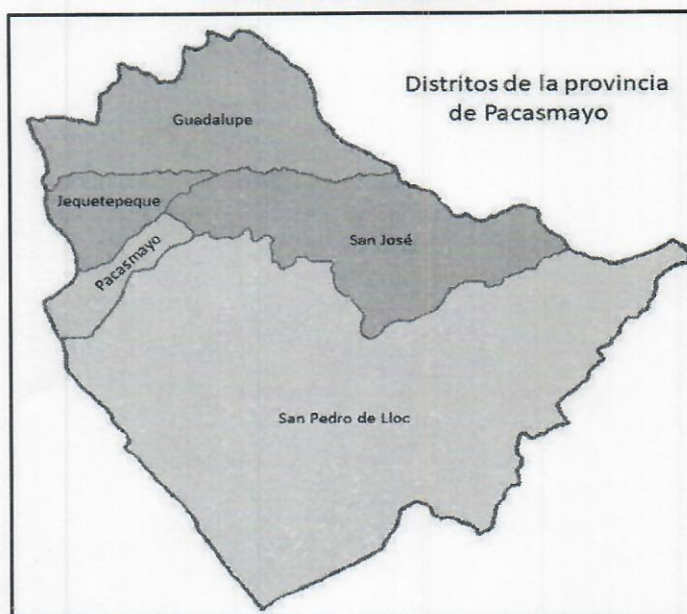 Distritos de la provincia
de Pacasmayo
Guadalupe
Jequetepeque
San José
Pacasmayo
San Pedro de Lloc